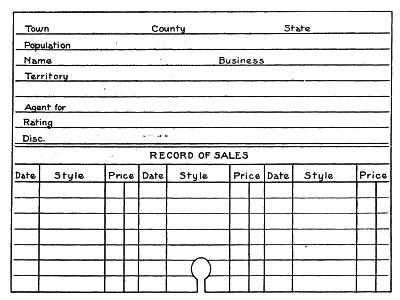 Town County State
Population
Name Business
Territory
Agent for
Rating
Disc.
RECORD OF SALES
Date Style Price Date Style Price Date Style Price